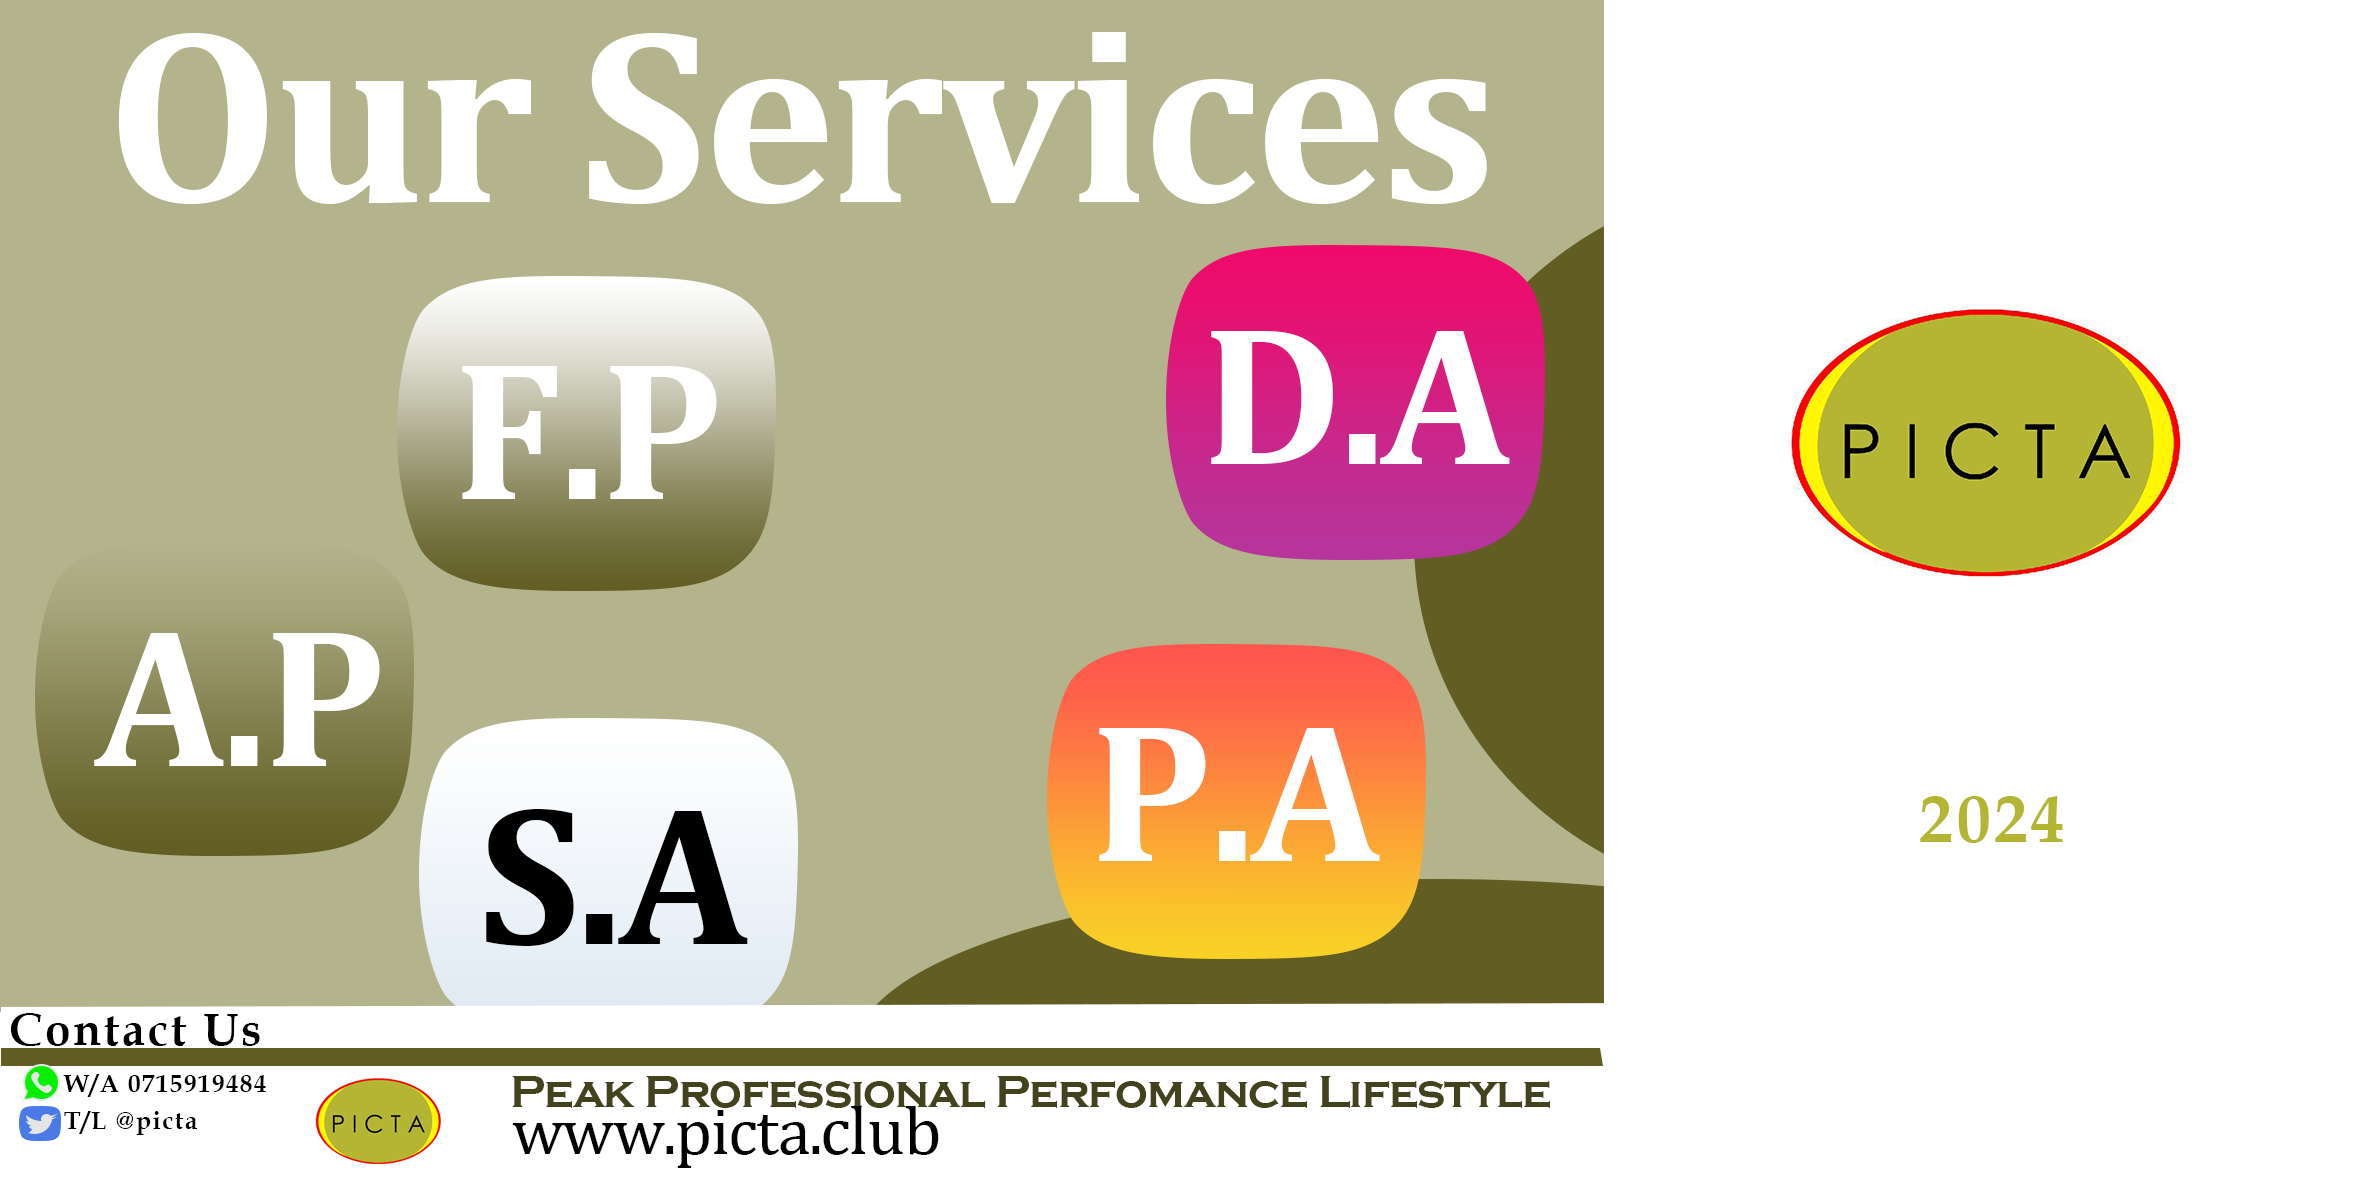 Our Services
F.P
D.A
A.P
S.A
P.A
PICTA
2024
Contact Us
W/A 0715919484
T/L @picta
PICTA
Peak Professional Perfomance Lifestyle
www.picta.club